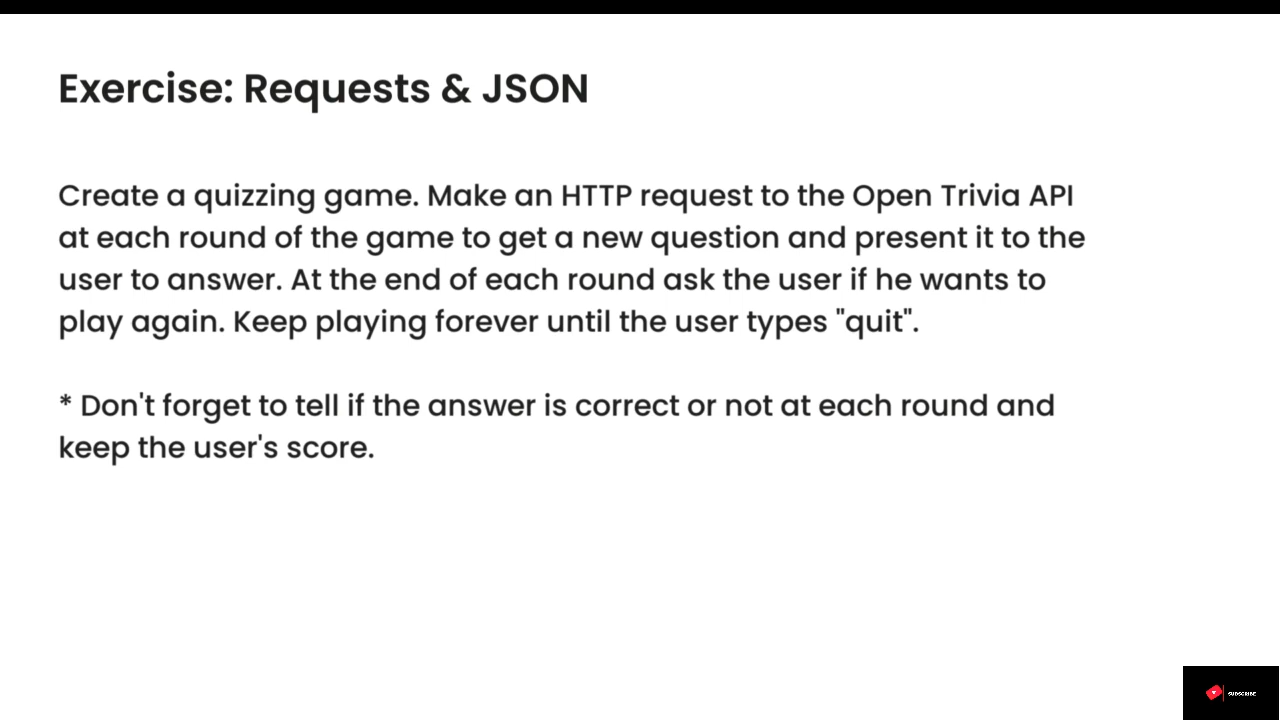 Exercise: Requests & JSON
Create a quizzing game. Make an HTTP request to the Open Trivia API
at each round of the game to get a new question and present it to the
user to answer. At the end of each round ask the user if he wants to
play again. Keep playing forever until the user types "quit".
* Don't forget to tell if the answer is correct or not at each round and
keep the user's score.
SUBSCRIBE